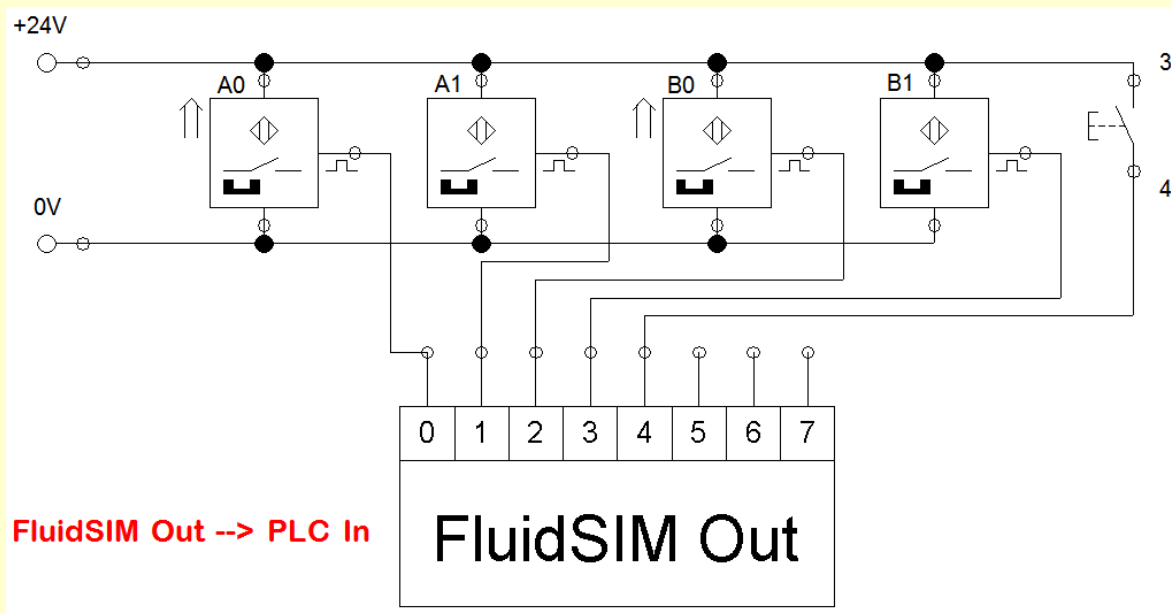 +24V
A0 A1 B0 B1 3
0V 4
0 1 2 3 4 5 6 7
FluidSIM Out --> PLC In
FluidSIM Out